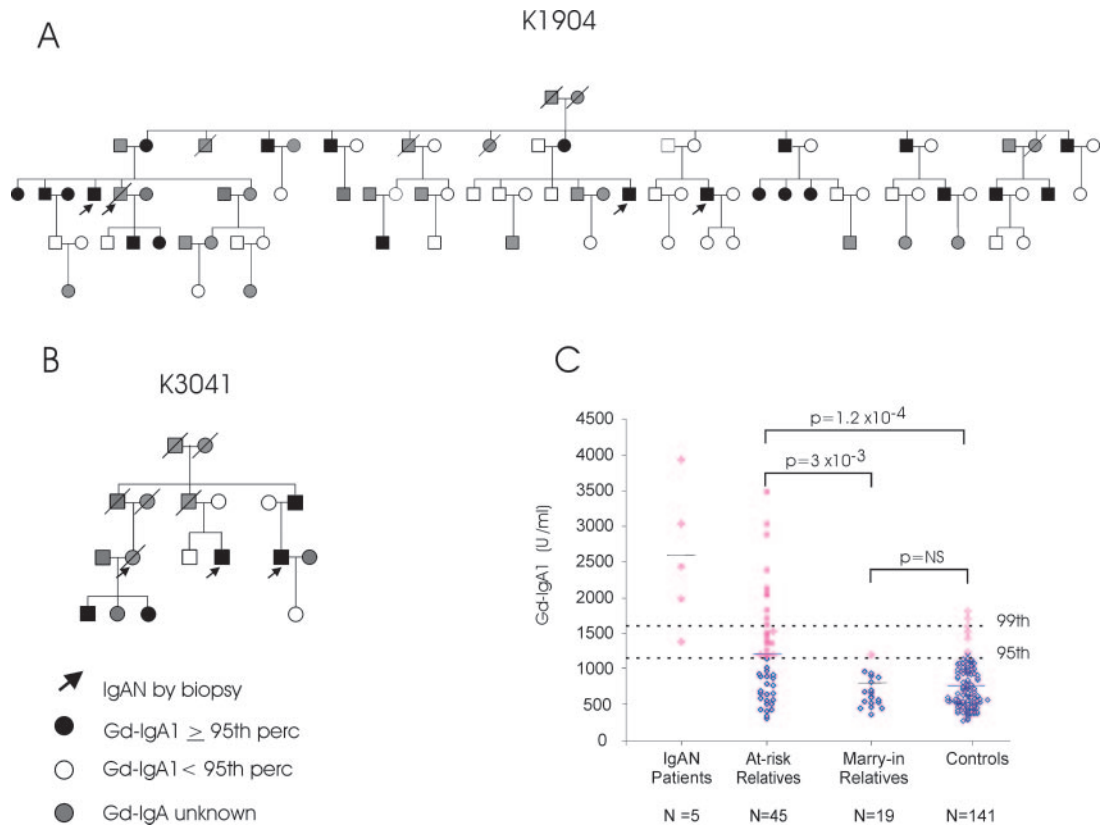 K1904
A
B
K3041
IgAN by biopsy
Gd-IgA1 ≥ 95th perc
Gd-IgA1 < 95th perc
Gd-IgA unknown
C
p=1.2 x10-4
p=3 x10-3
p=NS
Gd-IgA1 (U/ml)
4500
4000
3500
3000
2500
2000
1500
1000
500
0
99th
95th
IgAN Patients
At-risk Relatives
Marry-in Relatives
Controls
N =5
N=45
N=19
N=141